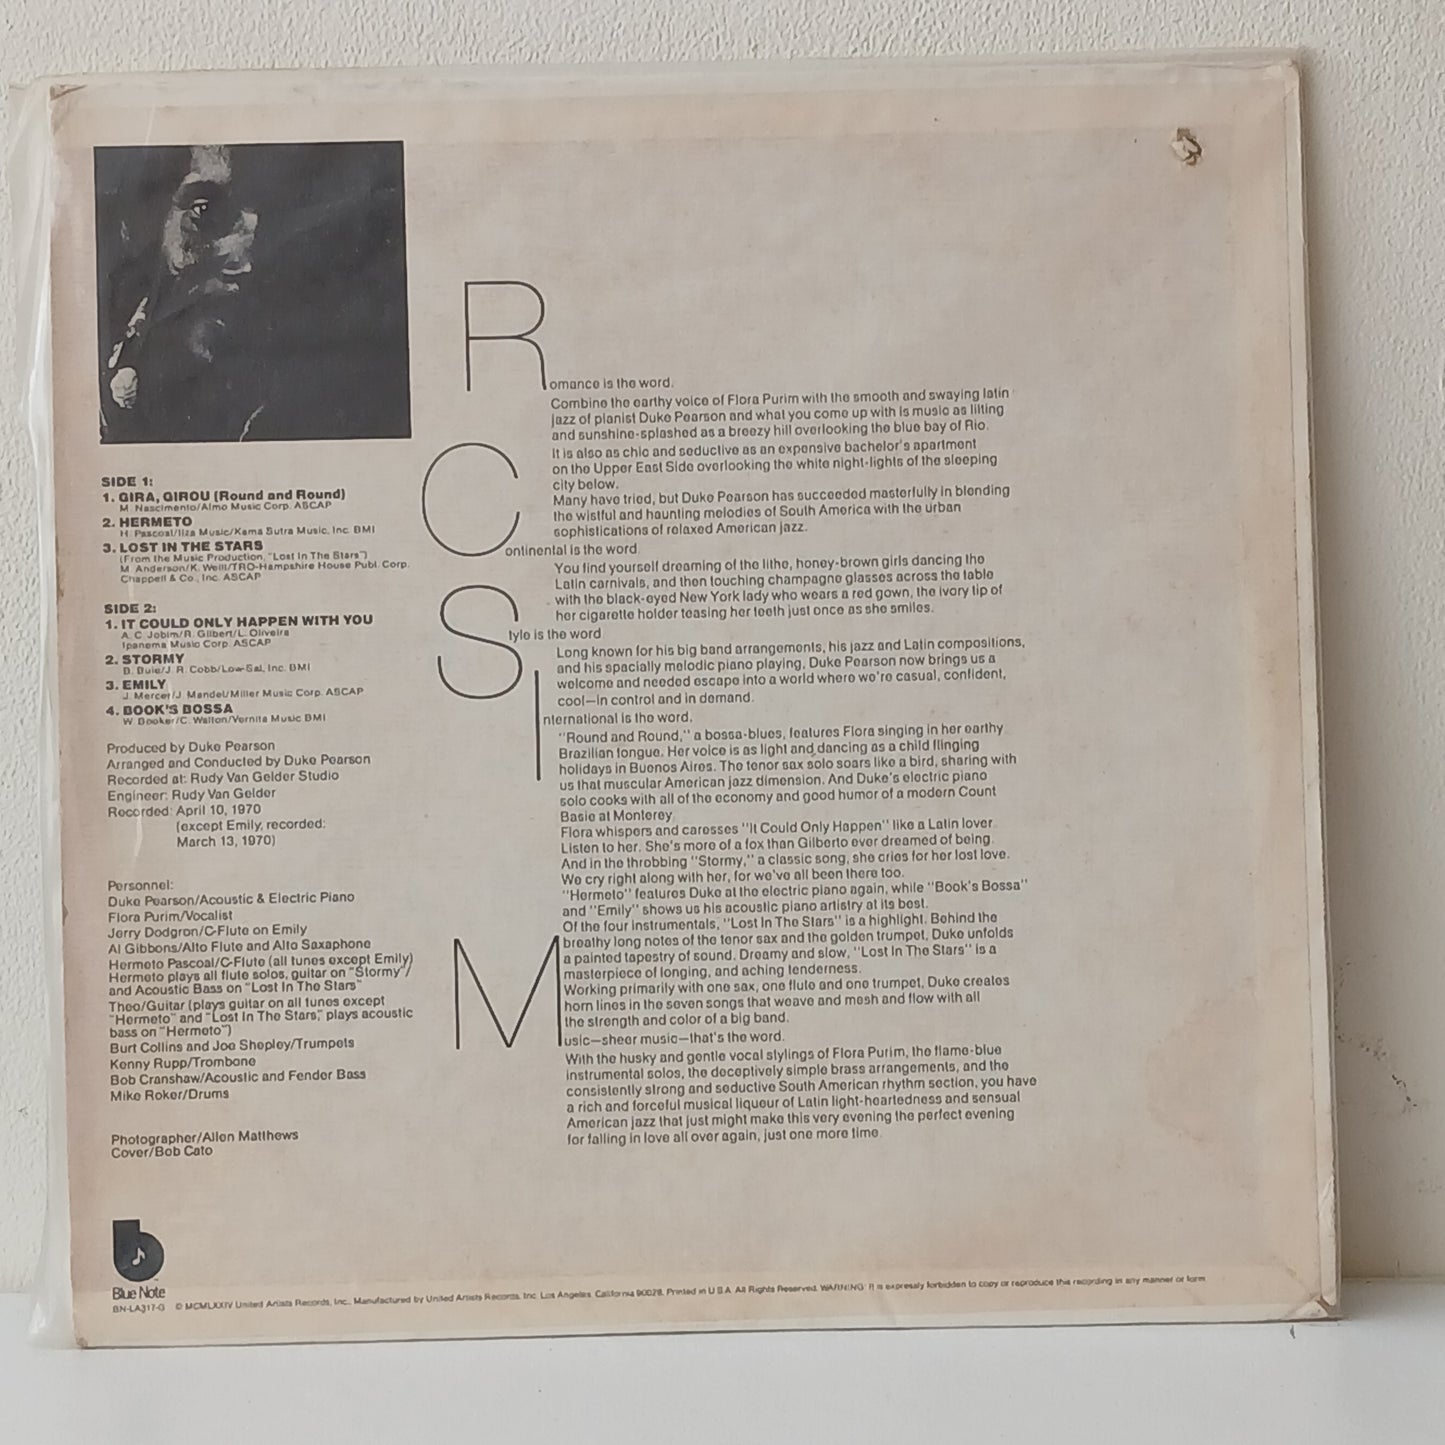 SIDE 1:
1. GIRA, GIROU (Round and Round)
M. Nascimento/Almo Music Corp. ASCAP
2. HERMETO
H. Pascoal/Ilza Music/Kama Sutra Music, Inc. BMI
3. LOST IN THE STARS
(From the Music Production, "Lost In The Stars")
M. Anderson/K. Weill/TRO-Hampshire House Publ. Corp.
Chappell & Co., Inc. ASCAP
SIDE 2:
1. IT COULD ONLY HAPPEN WITH YOU
A. C. Jobim/R. Gilbert/L. Oliveira
Ipanema Music Corp. ASCAP
2. STORMY
B. Buie/J. R. Cobb/Low-Sal, Inc. BMI
3. EMILY
J. Mercer/J. Mandel/Miller Music Corp. ASCAP
4. BOOK'S BOSSA
W. Booker/C. Walton/Vernita Music BMI
Produced by Duke Pearson
Arranged and Conducted by Duke Pearson
Recorded at: Rudy Van Gelder Studio
Engineer: Rudy Van Gelder
Recorded: April 10, 1970
(except Emily, recorded:
March 13, 1970)
Personnel:
Duke Pearson/Acoustic & Electric Piano
Flora Purim/Vocalist
Jerry Dodgron/C-Flute on Emily
Al Gibbons/Alto Flute and Alto Saxaphone
Hermeto Pascoal/C-Flute (all tunes except Emily)
Hermeto plays all flute solos, guitar on "Stormy"/
and Acoustic Bass on "Lost In The Stars"
Theo/Guitar (plays guitar on all tunes except
"Hermeto" and "Lost In The Stars," plays acoustic
bass on "Hermeto")
Burt Collins and Joe Shepley/Trumpets
Kenny Rupp/Trombone
Bob Cranshaw/Acoustic and Fender Bass
Mike Roker/Drums
Photographer/Allen Matthews
Cover/Bob Cato
Romance is the word.
Combine the earthy voice of Flora Purim with the smooth and swaying latin
jazz of pianist Duke Pearson and what you come up with is music as lilting
and sunshine-splashed as a breezy hill overlooking the blue bay of Rio.
It is also as chic and seductive as an expensive bachelor's apartment
on the Upper East Side overlooking the white night-lights of the sleeping
city below.
Many have tried, but Duke Pearson has succeeded masterfully in blending
the wistful and haunting melodies of South America with the urban
sophistications of relaxed American jazz.
Continental is the word
You find yourself dreaming of the lithe, honey-brown girls dancing the
Latin carnivals, and then touching champagne glasses across the table
with the black-eyed New York lady who wears a red gown, the ivory tip of
her cigarette holder teasing her teeth just once as she smiles.
Style is the word
Long known for his big band arrangements, his jazz and Latin compositions,
and his spacially melodic piano playing, Duke Pearson now brings us a
welcome and needed escape into a world where we're casual, confident,
cool—in control and in demand.
International is the word.
"Round and Round," a bossa-blues, features Flora singing in her earthy
Brazilian tongue. Her voice is as light and dancing as a child flinging
holidays in Buenos Aires. The tenor sax solo soars like a bird, sharing with
us that muscular American jazz dimension. And Duke's electric piano
solo cooks with all of the economy and good humor of a modern Count
Basie at Monterey.
Flora whispers and caresses "It Could Only Happen" like a Latin lover
Listen to her. She's more of a fox than Gilberto ever dreamed of being.
And in the throbbing "Stormy," a classic song, she cries for her lost love.
We cry right along with her, for we've all been there too.
"Hermeto" features Duke at the electric piano again, while "Book's Bossa"
and "Emily" shows us his acoustic piano artistry at its best.
Of the four instrumentals, "Lost In The Stars" is a highlight. Behind the
breathy long notes of the tenor sax and the golden trumpet, Duke unfolds
a painted tapestry of sound. Dreamy and slow, "Lost In The Stars" is a
masterpiece of longing, and aching tenderness.
Working primarily with one sax, one flute and one trumpet, Duke creates
horn lines in the seven songs that weave and mesh and flow with all
the strength and color of a big band.
Music—sheer music—that's the word.
With the husky and gentle vocal stylings of Flora Purim, the flame-blue
instrumental solos, the deceptively simple brass arrangements, and the
consistently strong and seductive South American rhythm section, you have
a rich and forceful musical liqueur of Latin light-heartedness and sensual
American jazz that just might make this very evening the perfect evening
for falling in love all over again, just one more time.
Blue Note
BN-LA317-G © MCMLXXIV United Artists Records, Inc., Manufactured by United Artists Records, Inc. Los Angeles, California 90028. Printed in U.S.A. All Rights Reserved. WARNING: It is expressly forbidden to copy or reproduce this recording in any manner or form